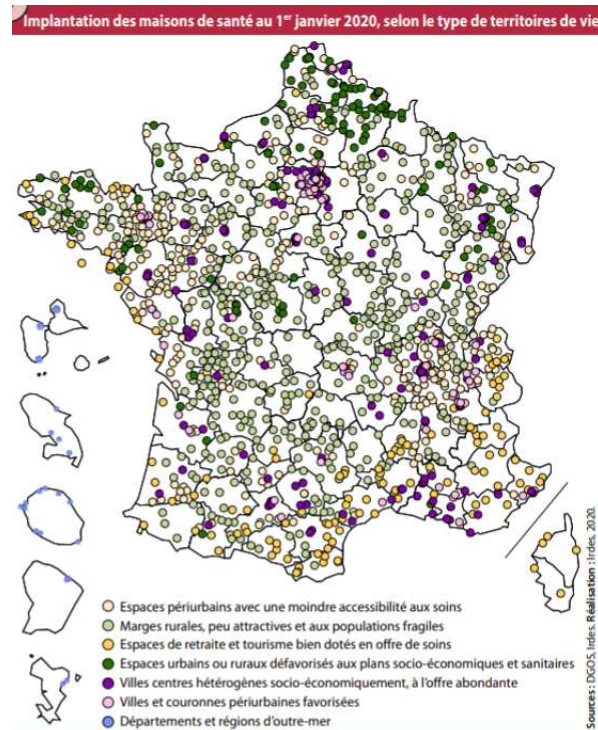 Implantation des maisons de santé au 1er janvier 2020, selon le type de territoires de vie
Espaces périurbains avec une moindre accessibilité aux soins
Marges rurales, peu attractives et aux populations fragiles
Espaces de retraite et tourisme bien dotés en offre de soins
Espaces urbains ou ruraux défavorisés aux plans socio-économiques et sanitaires
Villes centres hétérogènes socio-économiquement, à l'offre abondante
Villes et couronnes périurbaines favorisées
Départements et régions d'outre-mer
Sources : DGOS, Irdes. Réalisation : Irdes, 2020.